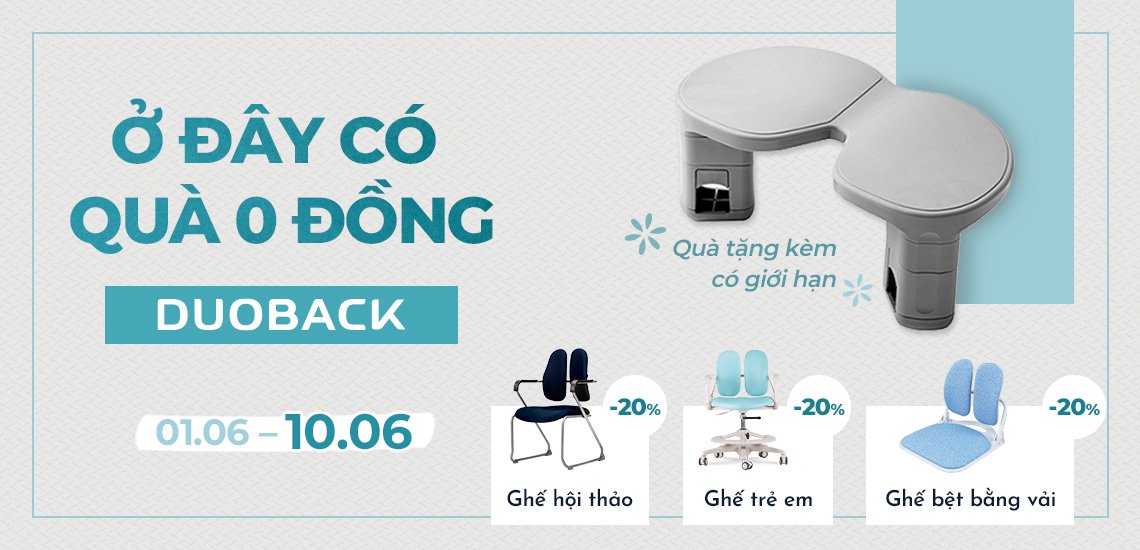 Ở ĐÂY CÓ
QUÀ 0 ĐỒNG
DUOBACK
01.06 – 10.06
Quà tặng kèm
có giới hạn
-20%
Ghế hội thảo
-20%
Ghế trẻ em
-20%
Ghế bệt bằng vải